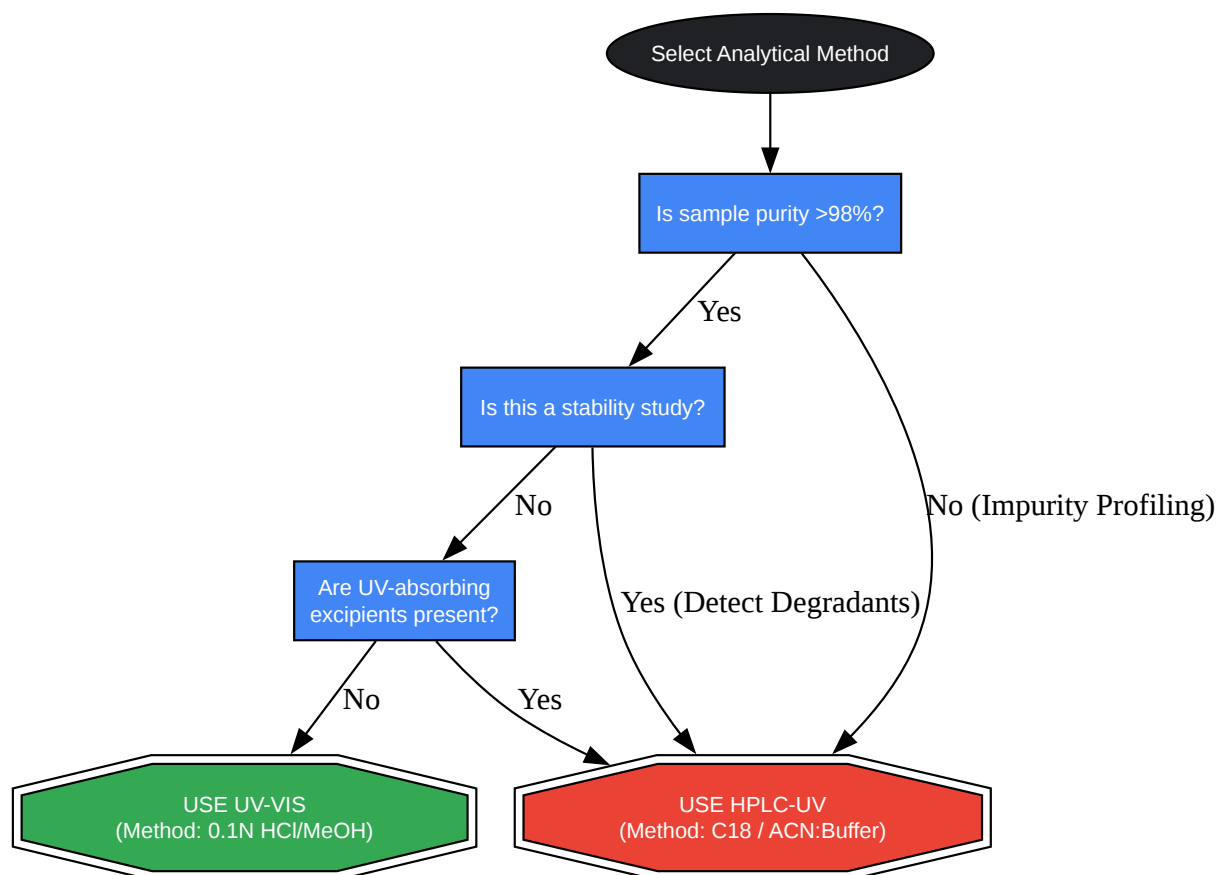 Select Analytical Method
Is sample purity >98%?
Yes
Is this a stability study?
No
No (Impurity Profiling)
Are UV-absorbing
excipients present?
Yes (Detect Degradants)
No
Yes
USE UV-VIS
(Method: 0.1N HCl/MeOH)
USE HPLC-UV
(Method: C18 / ACN:Buffer)